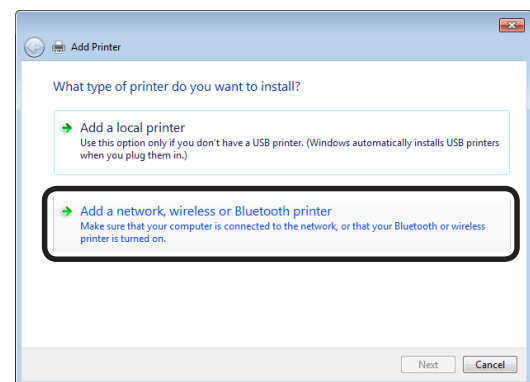 Add Printer
What type of printer do you want to install?
Add a local printer
Use this option only if you don't have a USB printer. (Windows automatically installs USB printers
when you plug them in.)
Add a network, wireless or Bluetooth printer
Make sure that your computer is connected to the network, or that your Bluetooth or wireless
printer is turned on.
Next Cancel